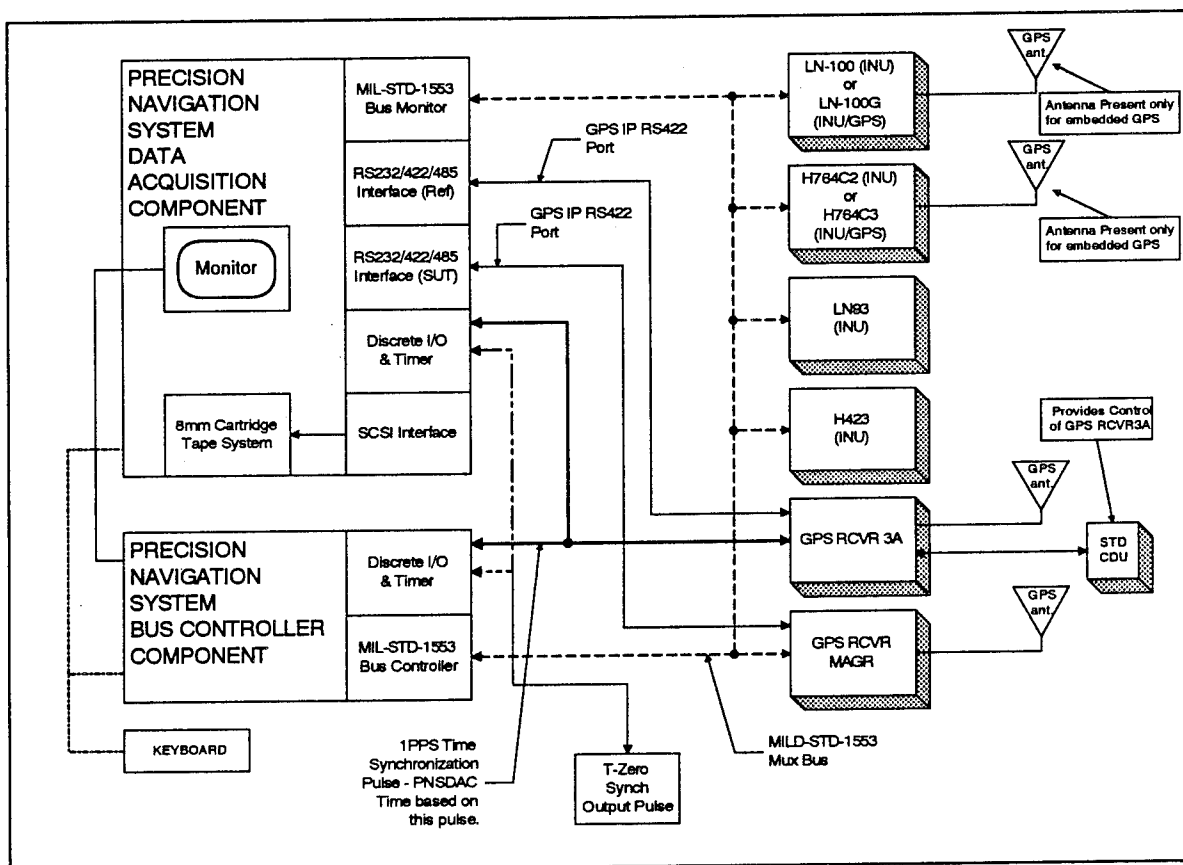 PRECISION
NAVIGATION
SYSTEM
DATA
ACQUISITION
COMPONENT
Monitor
8mm Cartridge
Tape System
MIL-STD-1553
Bus Monitor
RS232/422/485
Interface (Ref)
RS232/422/485
Interface (SUT)
Discrete I/O
& Timer
SCSI Interface
GPS IP RS422
Port
GPS IP RS422
Port
LN-100 (INU)
or
LN-100G
(INU/GPS)
GPS
ant.
Antenna Present only
for embedded GPS
H764C2 (INU)
or
H764C3
(INU/GPS)
GPS
ant.
Antenna Present only
for embedded GPS
LN93
(INU)
H423
(INU)
Provides Control
of GPS RCVR3A
GPS
ant.
GPS RCVR 3A
STD
CDU
GPS
ant.
GPS RCVR
MAGR
PRECISION
NAVIGATION
SYSTEM
BUS CONTROLLER
COMPONENT
Discrete I/O
& Timer
MIL-STD-1553
Bus Controller
KEYBOARD
1PPS Time
Synchronization
Pulse - PNSDAC
Time based on
this pulse.
T-Zero
Synch
Output Pulse
MILD-STD-1553
Mux Bus